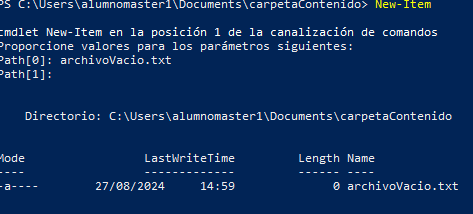 PS C:\Users\alumnomaster1\Documents\carpetaContenido> New-Item
cmdlet New-Item en la posición 1 de la canalización de comandos
Proporcione valores para los parámetros siguientes:
Path[0]: archivoVacio.txt
Path[1]:
Directorio: C:\Users\alumnomaster1\Documents\carpetaContenido
Mode LastWriteTime Length Name
---- ------------- ------ ----
-a---- 27/08/2024 14:59 0 archivoVacio.txt